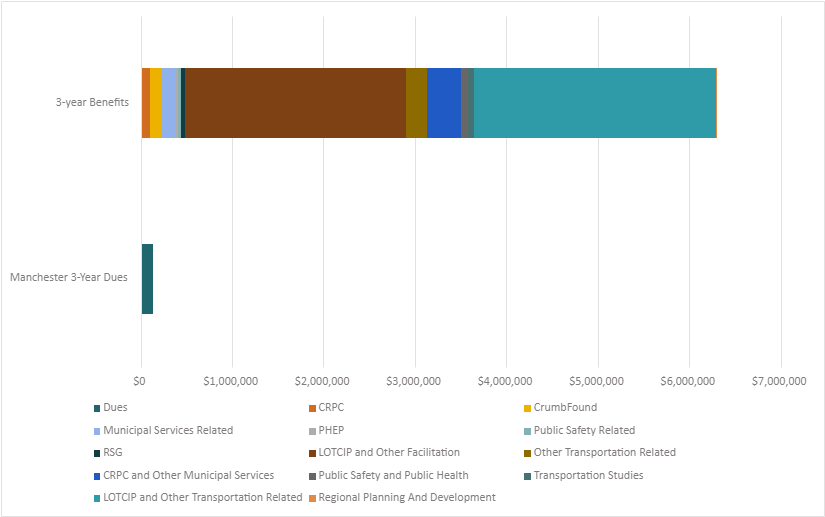 3-year Benefits
Manchester 3-Year Dues
$0 $1,000,000 $2,000,000 $3,000,000 $4,000,000 $5,000,000 $6,000,000 $7,000,000
Dues CRPC CrumbFound
Municipal Services Related PHEP Public Safety Related
RSG LOTCIP and Other Facilitation Other Transportation Related
CRPC and Other Municipal Services Public Safety and Public Health Transportation Studies
LOTCIP and Other Transportation Related Regional Planning And Development